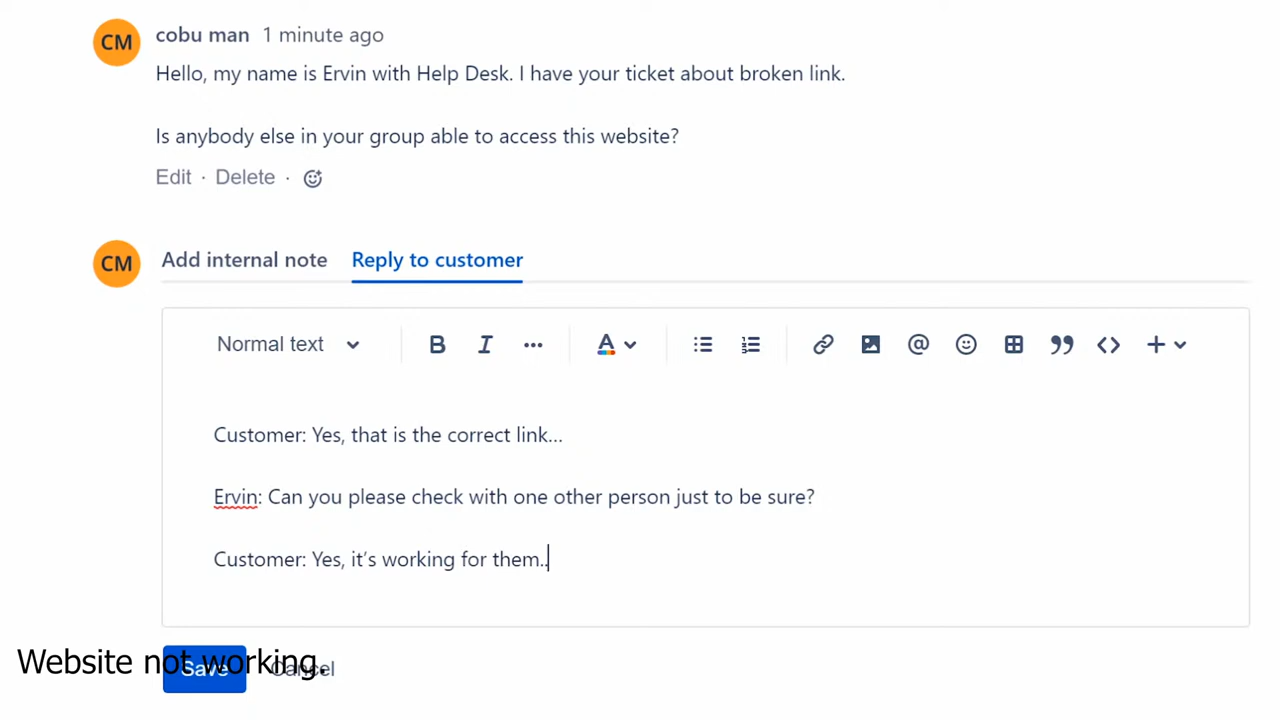 CM cobu man 1 minute ago
Hello, my name is Ervin with Help Desk. I have your ticket about broken link.
Is anybody else in your group able to access this website?
Edit · Delete ·
CM Add internal note Reply to customer
Normal text B I ... A @ <> +
Customer: Yes, that is the correct link...
Ervin: Can you please check with one other person just to be sure?
Customer: Yes, it’s working for them..
Save Cancel
Website not working.